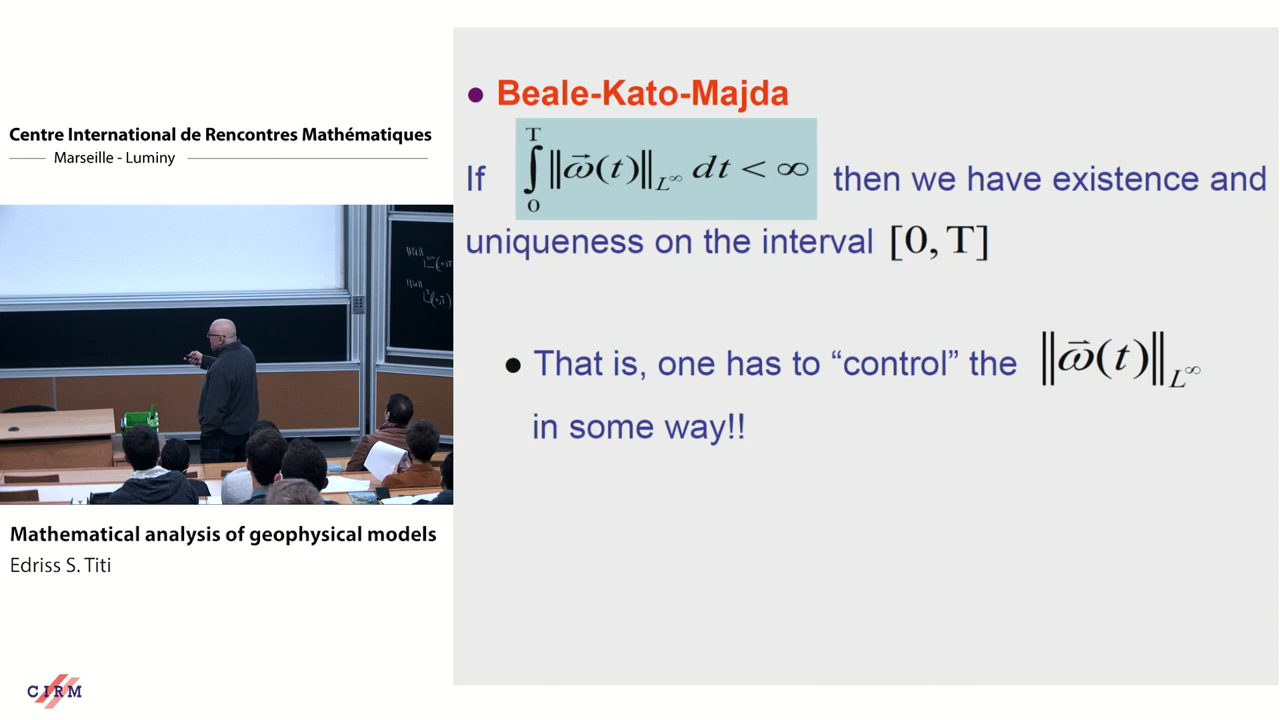 Centre International de Rencontres Mathématiques
Marseille - Luminy
• Beale-Kato-Majda
If ∫₀ᵀ ‖ω⃗(t)‖_{L^∞} dt < ∞ then we have existence and
uniqueness on the interval [0, T]
• That is, one has to “control” the ‖ω⃗(t)‖_{L^∞}
in some way!!
Mathematical analysis of geophysical models
Edriss S. Titi
CIRM